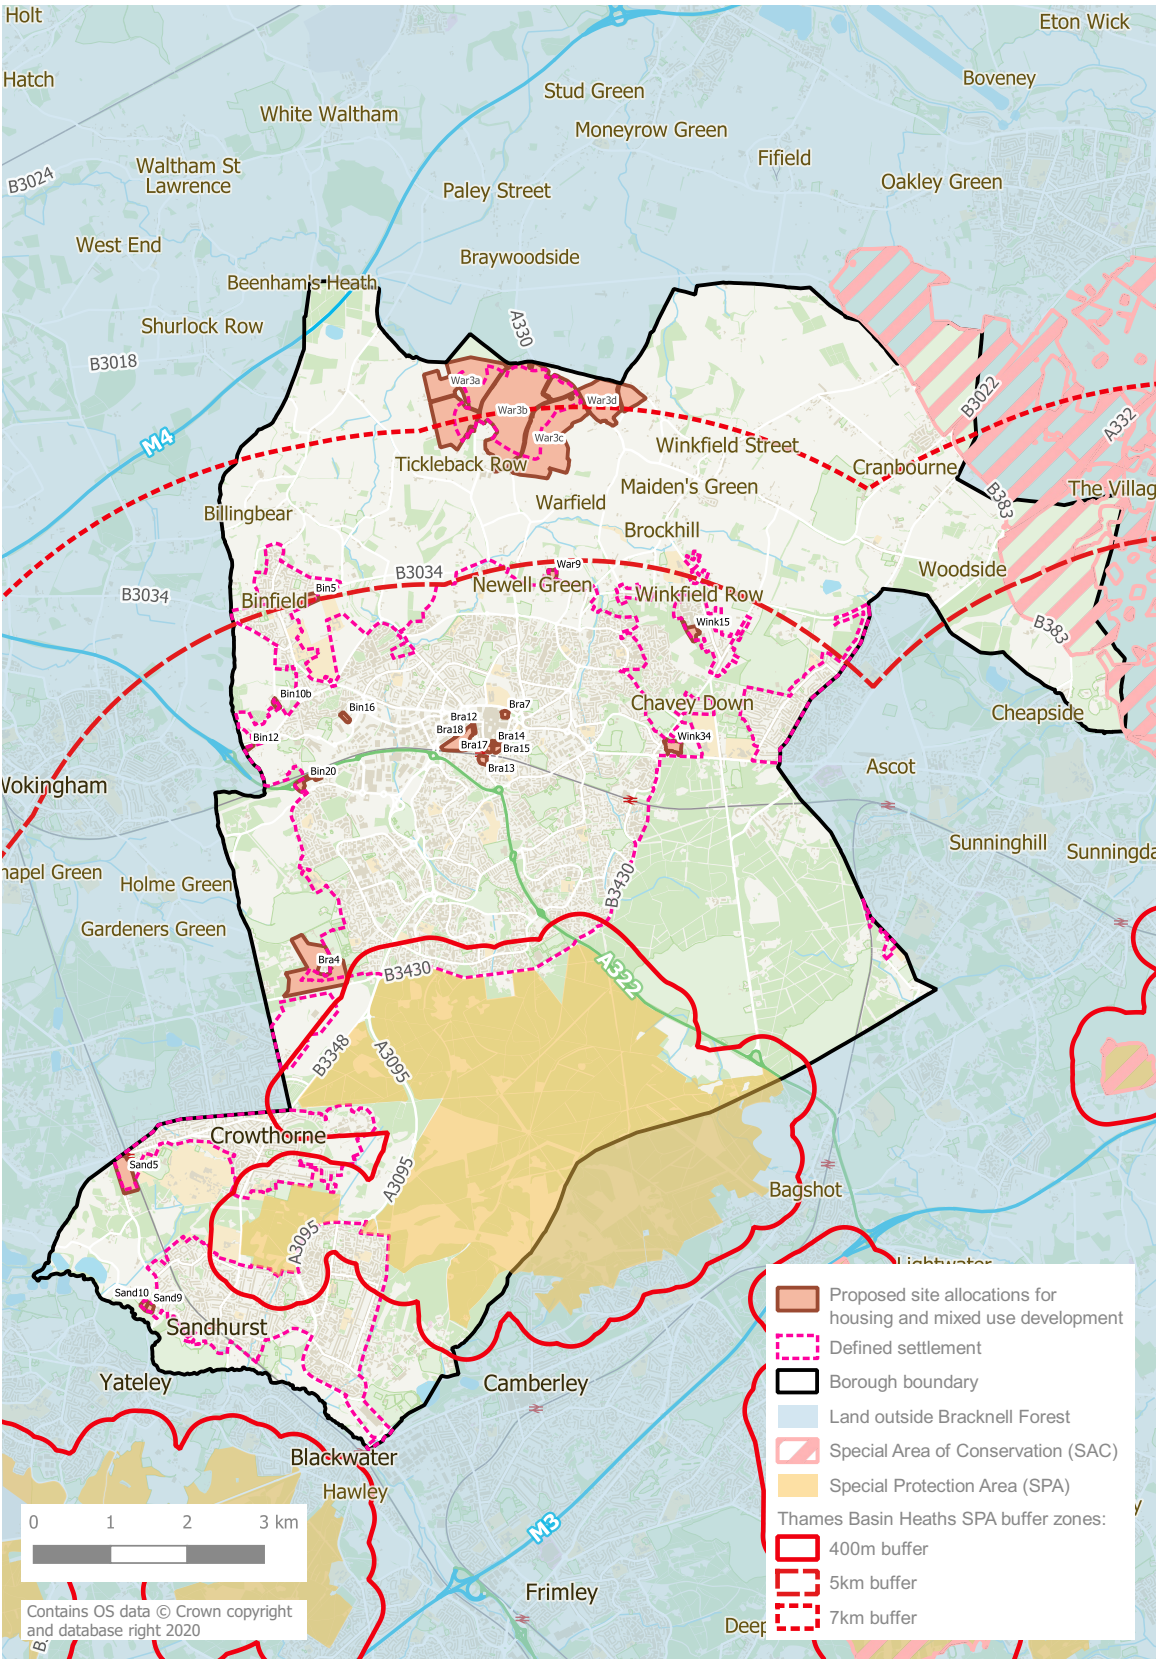 Holt
Eton Wick
Hatch
Boveney
Stud Green
White Waltham
Moneyrow Green
Fifield
Waltham St
Lawrence
B3024
Paley Street
Oakley Green
West End
Braywoodside
Beenham's Heath
Shurlock Row
A330
B3018
B3022
A332
War3a
War3b
War3d
War3c
M4
Winkfield Street
Tickleback Row
Cranbourne
Maiden's Green
The Villag
B383
Warfield
Billingbear
Brockhill
War9
Woodside
B3034
B3034
Newell Green
Bin5
Binfield
Winkfield Row
Wink15
B383
Bin10b
Bin16
Bra7
Chavey Down
Cheapside
Bra12
Bra18
Bra14
Bra17
Bra15
Bra13
Wink34
Bin12
Bin20
Wokingham
Ascot
Sunninghill
Sunningda
hapel Green
Holme Green
B3430
Gardeners Green
Bra4
B3430
A322
B3348
A3095
Crowthorne
Sand5
A3095
Bagshot
A3095
Lightwater
Sand10
Sand9
Sandhurst
Yateley
Camberley
Blackwater
Hawley
M3
Frimley
Deep
Proposed site allocations for
housing and mixed use development
Defined settlement
Borough boundary
Land outside Bracknell Forest
Special Area of Conservation (SAC)
Special Protection Area (SPA)
Thames Basin Heaths SPA buffer zones:
400m buffer
5km buffer
7km buffer
0 1 2 3 km
Contains OS data © Crown copyright
and database right 2020